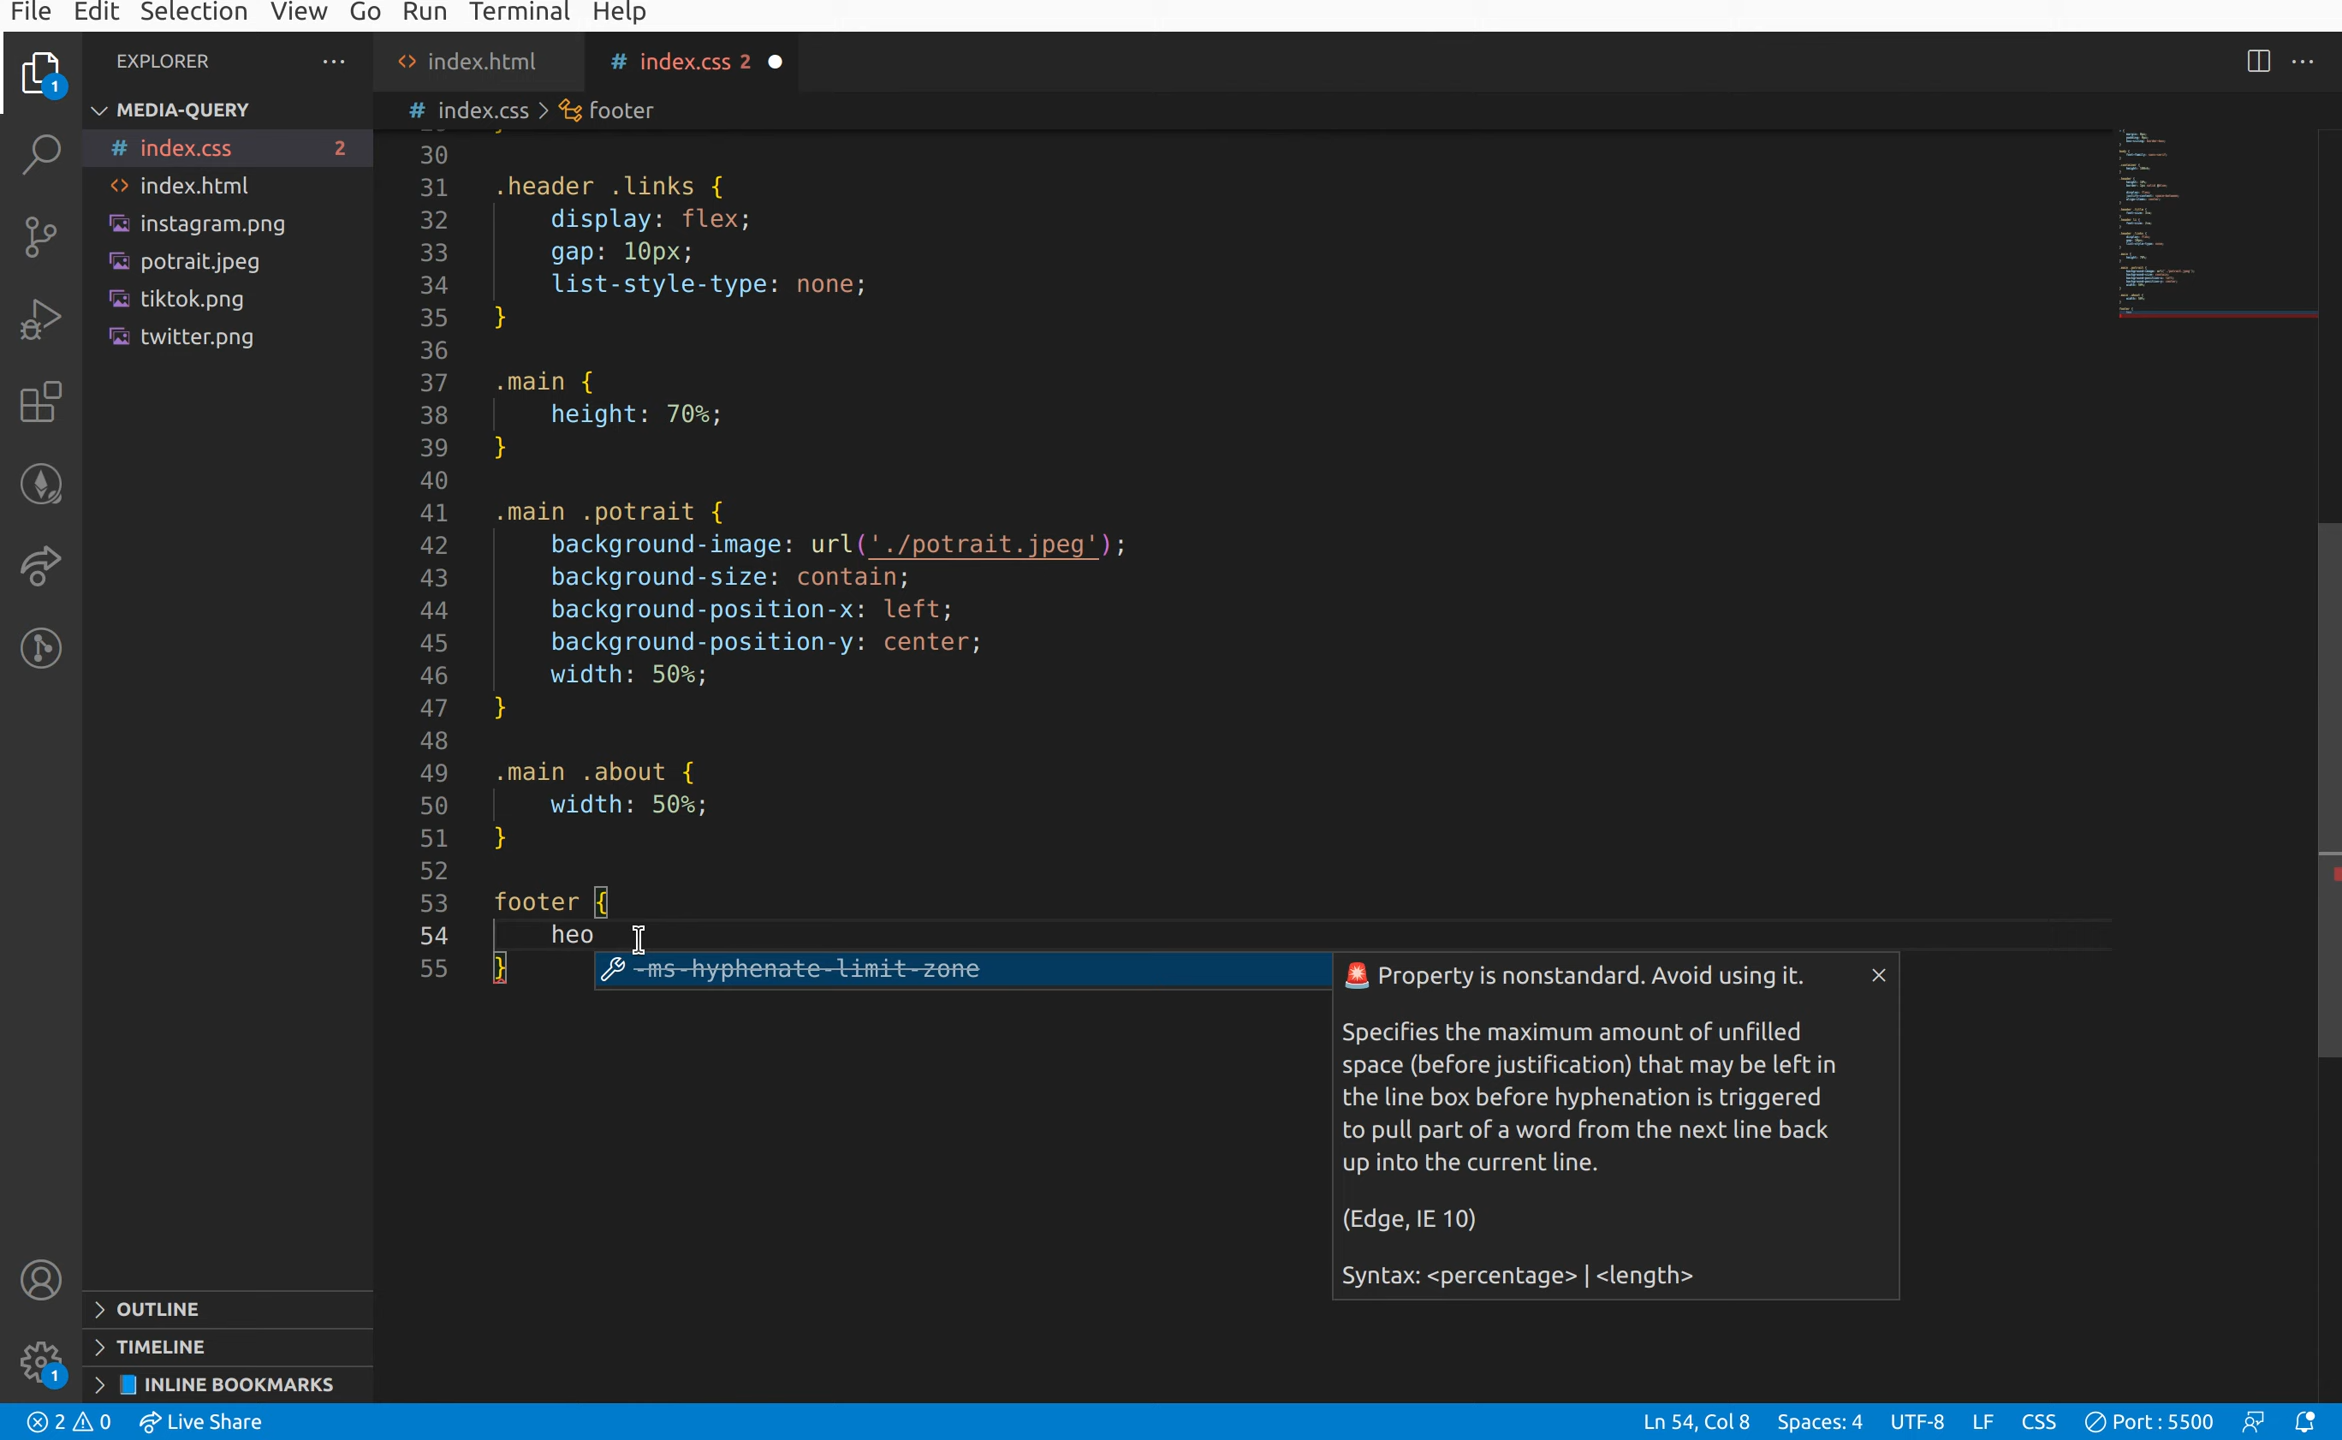 File Edit Selection View Go Run Terminal Help
EXPLORER ···
<> index.html
# index.css 2 ●
MEDIA-QUERY
# index.css > footer
# index.css 2
<> index.html
instagram.png
potrait.jpeg
tiktok.png
twitter.png
30
31 .header .links {
32 display: flex;
33 gap: 10px;
34 list-style-type: none;
35 }
36
37 .main {
38 height: 70%;
39 }
40
41 .main .potrait {
42 background-image: url('./potrait.jpeg');
43 background-size: contain;
44 background-position-x: left;
45 background-position-y: center;
46 width: 50%;
47 }
48
49 .main .about {
50 width: 50%;
51 }
52
53 footer {
54 heo
55 }
-ms-hyphenate-limit-zone
🚨 Property is nonstandard. Avoid using it.
Specifies the maximum amount of unfilled
space (before justification) that may be left in
the line box before hyphenation is triggered
to pull part of a word from the next line back
up into the current line.
(Edge, IE 10)
Syntax: <percentage> | <length>
OUTLINE
TIMELINE
INLINE BOOKMARKS
1
1
2 0 Live Share
Ln 54, Col 8 Spaces: 4 UTF-8 LF CSS Port : 5500